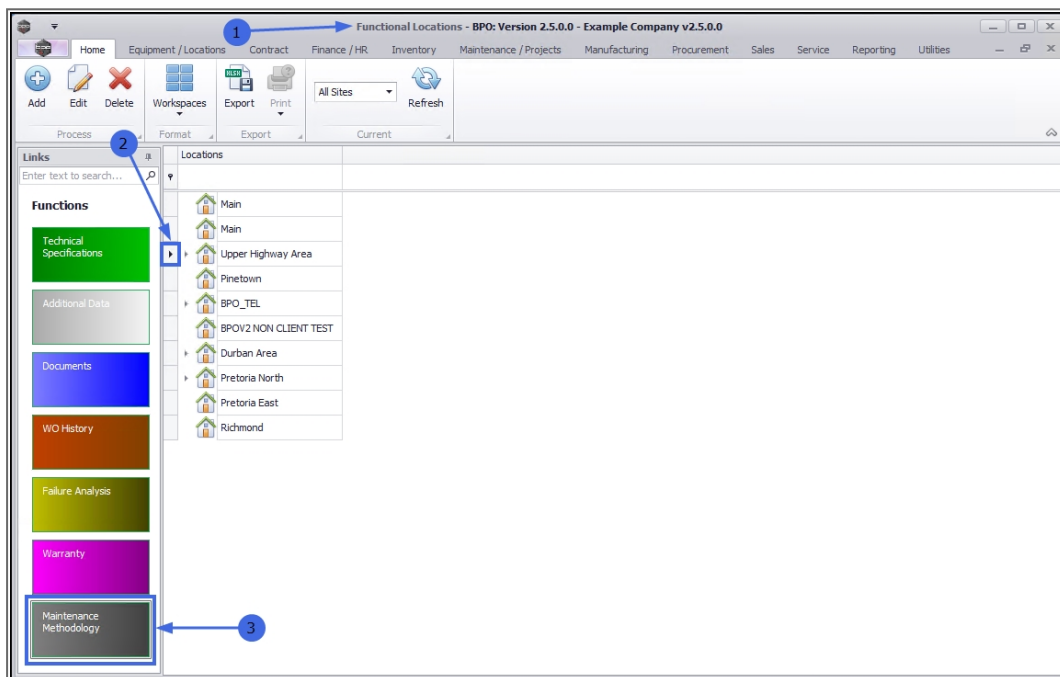 Functional Locations - BPO: Version 2.5.0.0 - Example Company v2.5.0.0
1
Home Equipment / Locations Contract Finance / HR Inventory Maintenance / Projects Manufacturing Procurement Sales Service Reporting Utilities
Add Edit Delete Workspaces Export Print All Sites Refresh
Process Format Export Current
2
Links
Enter text to search...
Functions
Technical
Specifications
Additional Data
Documents
WO History
Failure Analysis
Warranty
Maintenance
Methodology
3
Locations
Main
Main
Upper Highway Area
Pinetown
BPO_TEL
BPOV2 NON CLIENT TEST
Durban Area
Pretoria North
Pretoria East
Richmond